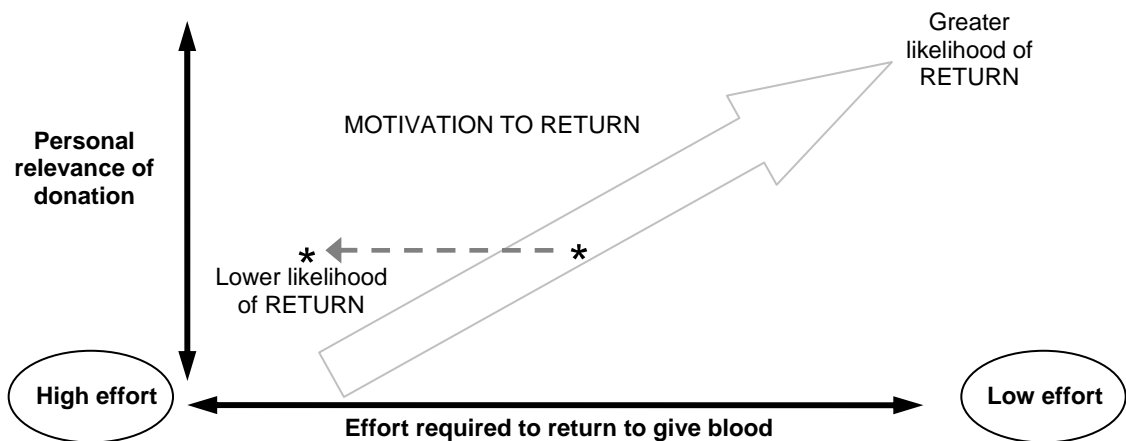 Greater
likelihood of
RETURN
MOTIVATION TO RETURN
Personal
relevance of
donation
*
*
Lower likelihood
of RETURN
High effort
Low effort
Effort required to return to give blood